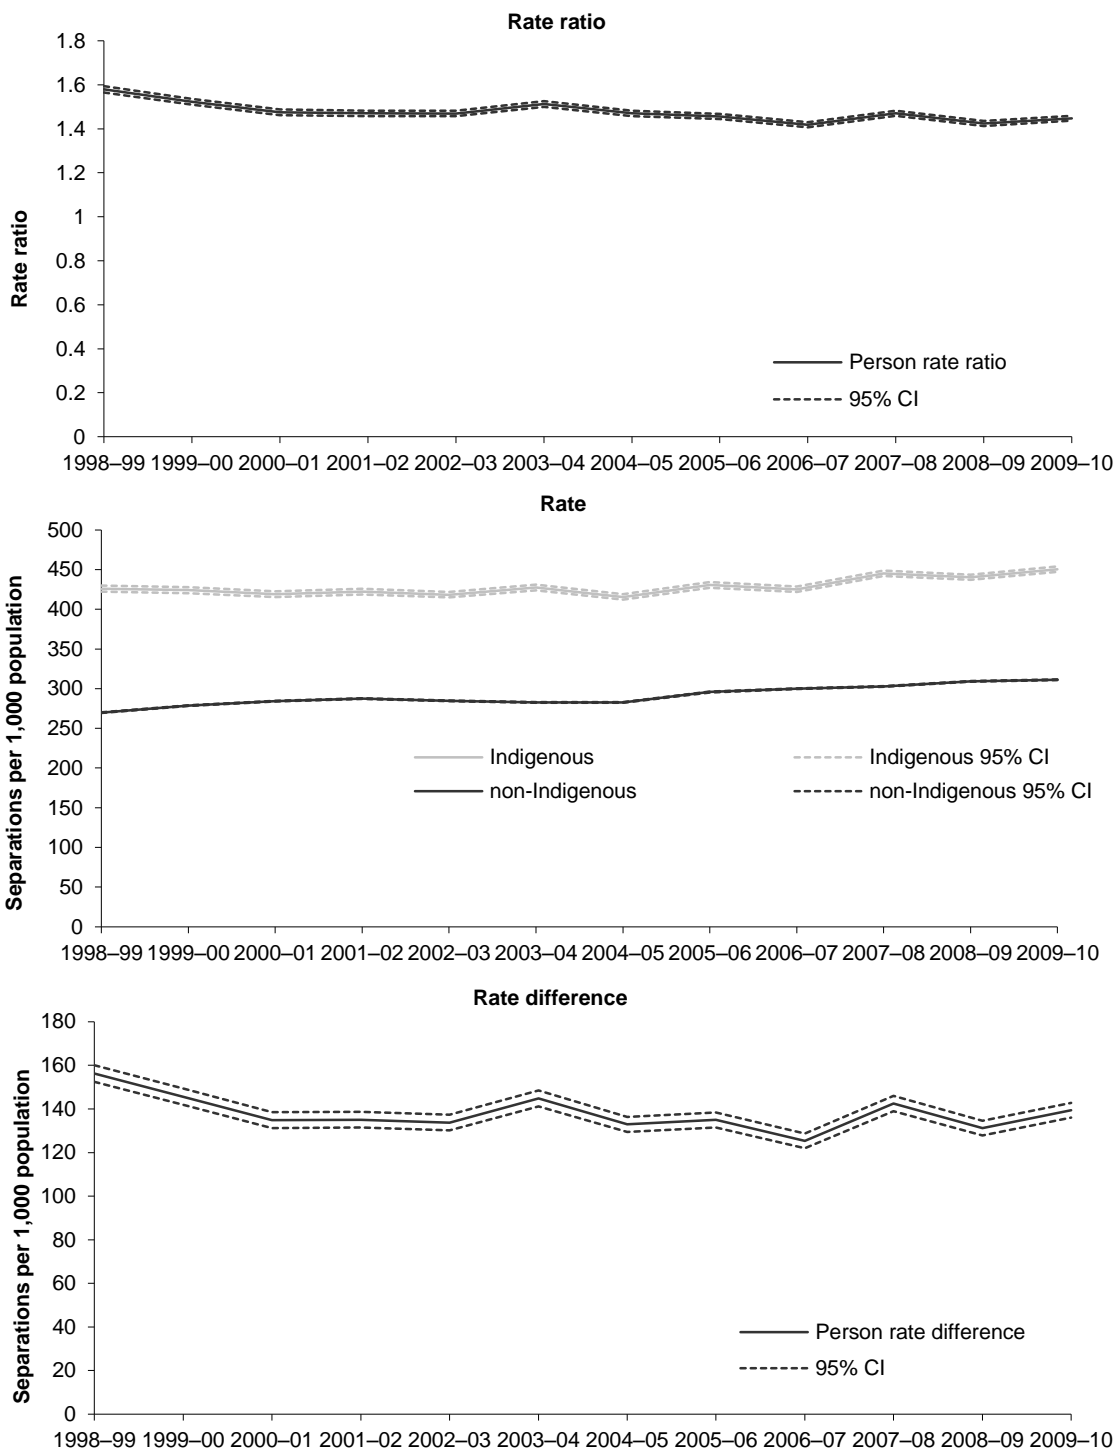 Rate ratio
1.8
1.6
1.4
1.2
1
0.8
0.6
0.4
0.2
0
Rate ratio
Person rate ratio
95% CI
1998–99 1999–00 2000–01 2001–02 2002–03 2003–04 2004–05 2005–06 2006–07 2007–08 2008–09 2009–10
Rate
500
450
400
350
300
250
200
150
100
50
0
Separations per 1,000 population
Indigenous Indigenous 95% CI
non-Indigenous non-Indigenous 95% CI
1998–99 1999–00 2000–01 2001–02 2002–03 2003–04 2004–05 2005–06 2006–07 2007–08 2008–09 2009–10
Rate difference
180
160
140
120
100
80
60
40
20
0
Separations per 1,000 population
Person rate difference
95% CI
1998–99 1999–00 2000–01 2001–02 2002–03 2003–04 2004–05 2005–06 2006–07 2007–08 2008–09 2009–10